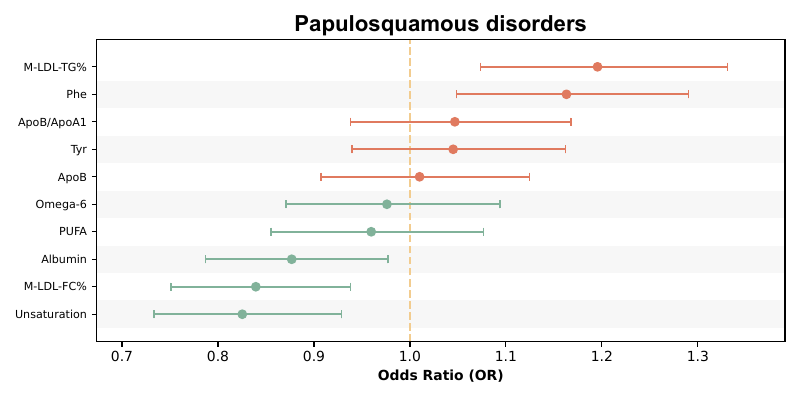 Papulosquamous disorders
M-LDL-TG%
Phe
ApoB/ApoA1
Tyr
ApoB
Omega-6
PUFA
Albumin
M-LDL-FC%
Unsaturation
0.7 0.8 0.9 1.0 1.1 1.2 1.3
Odds Ratio (OR)